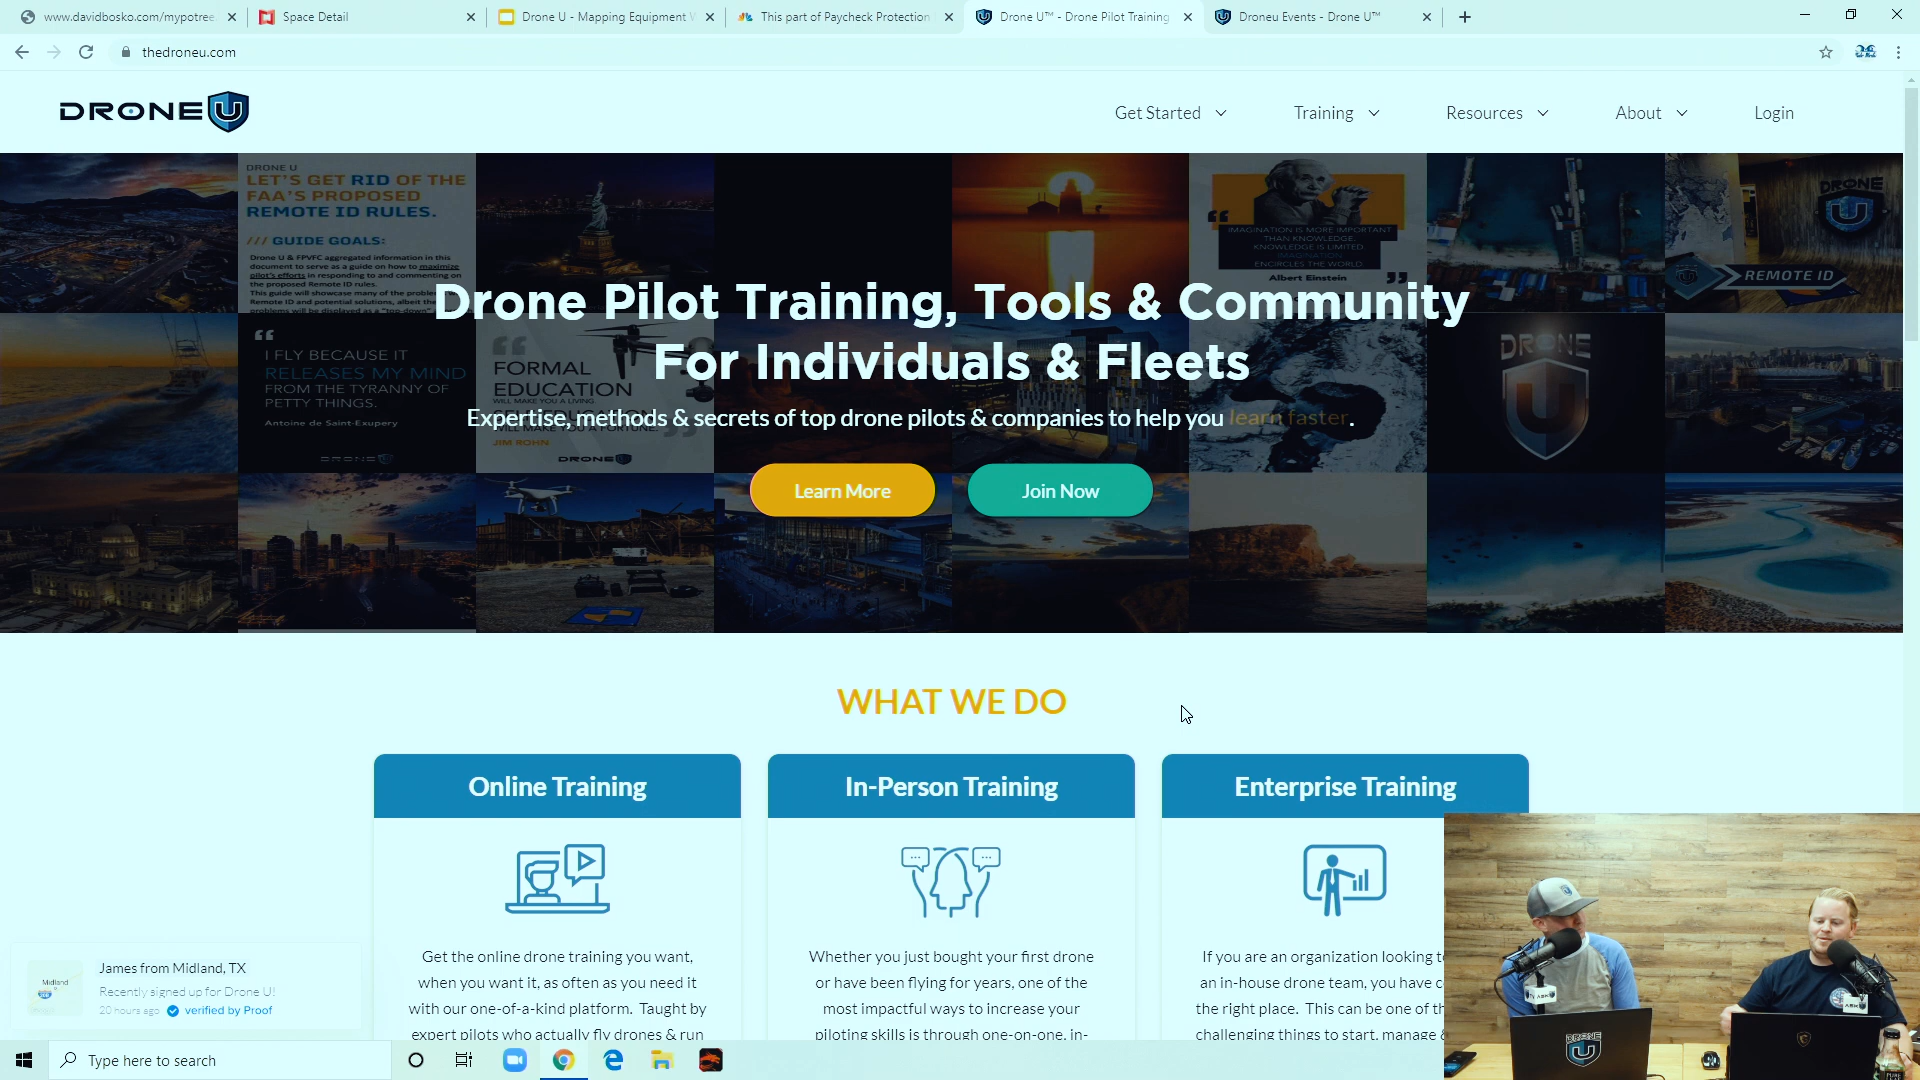 www.davidbosko.com/mypotree
Space Detail
Drone U - Mapping Equipment W
This part of Paycheck Protection
Drone U™ - Drone Pilot Training
Droneu Events - Drone U™
thedroneu.com
DRONE U
Get Started
Training
Resources
About
Login
DRONE U
LET'S GET RID OF THE
FAA'S PROPOSED
REMOTE ID RULES.
/// GUIDE GOALS:
Drone U & FPVFC aggregated information in this
document to serve as a guide on how to maximize
pilot's efforts in responding to and commenting on
the proposed Remote ID rules.
This guide will showcase many of the
Remote ID and potential solutions, albeit the
problems will be displayed as a "top-down"
IMAGINATION IS MORE IMPORTANT
THAN KNOWLEDGE.
KNOWLEDGE IS LIMITED.
IMAGINATION
ENCIRCLES THE WORLD
Albert Einstein
DRONE
U
REMOTE ID
Drone Pilot Training, Tools & Community
For Individuals & Fleets
Expertise, methods & secrets of top drone pilots & companies to help you learn faster.
I FLY BECAUSE IT
RELEASES MY MIND
FROM THE TYRANNY OF
PETTY THINGS.
Antoine de Saint-Exupery
DRONE U
FORMAL
EDUCATION
WILL MAKE YOU A LIVING
WILL MAKE YOU A FORTUNE.
JIM ROHN
DRONE U
DRONE
U
Learn More
Join Now
WHAT WE DO
Online Training
In-Person Training
Enterprise Training
Get the online drone training you want,
when you want it, as often as you need it
with our one-of-a-kind platform. Taught by
expert pilots who actually fly drones & run
Whether you just bought your first drone
or have been flying for years, one of the
most impactful ways to increase your
piloting skills is through one-on-one, in-
If you are an organization looking to
an in-house drone team, you have c
the right place. This can be one of th
challenging things to start, manage &
Midland
James from Midland, TX
Recently signed up for Drone U!
20 hours ago
verified by Proof
Type here to search
ASK
DRONE
U
ASK
PURE